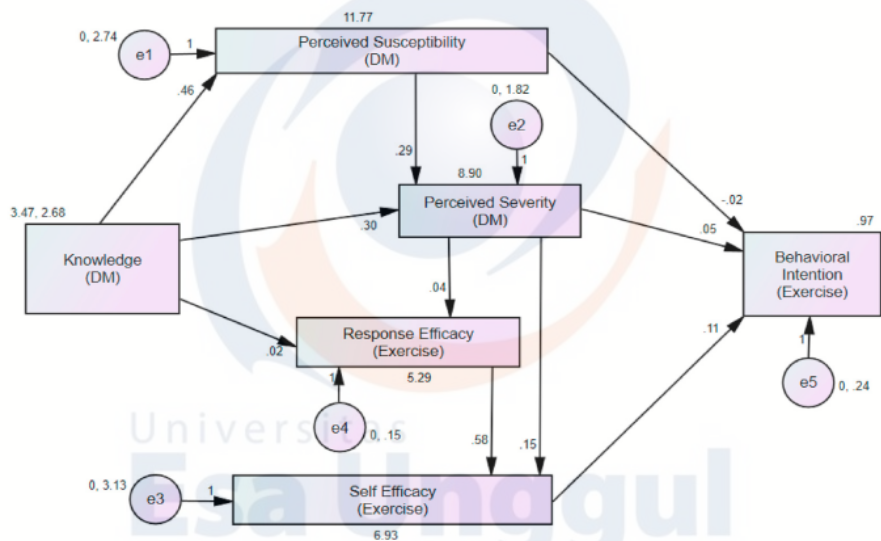 11.77
0, 2.74
e1
1
Perceived Susceptibility
(DM)
.46
0, 1.82
e2
1
.29
8.90
Perceived Severity
(DM)
3.47, 2.68
Knowledge
(DM)
.30
-.02
.05
.97
Behavioral
Intention
(Exercise)
.04
.02
Response Efficacy
(Exercise)
5.29
.11
1
e5
0, .24
1
e4
0, .15
Universitas
Esa Unggul
.58
.15
0, 3.13
e3
1
Self Efficacy
(Exercise)
6.93